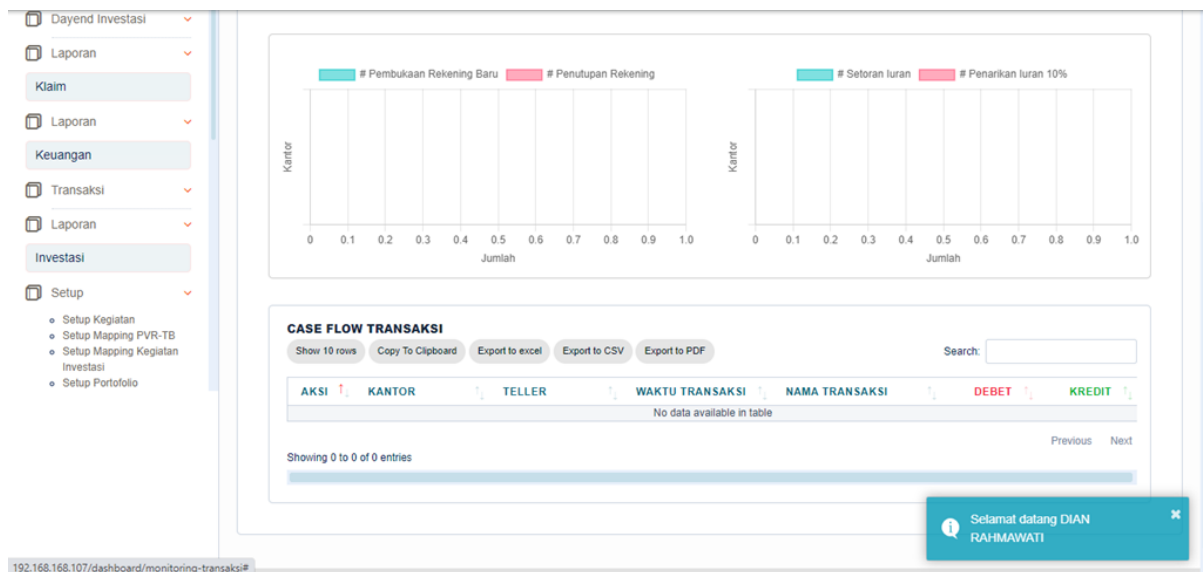 Dayend Investasi
Laporan
Klaim
Laporan
Keuangan
Transaksi
Laporan
Investasi
Setup
Setup Kegiatan
Setup Mapping PVR-TB
Setup Mapping Kegiatan
Investasi
Setup Portofolio
# Pembukaan Rekening Baru # Penutupan Rekening
Kantor
0 0.1 0.2 0.3 0.4 0.5 0.6 0.7 0.8 0.9 1.0
Jumlah
# Setoran Iuran # Penarikan Iuran 10%
Kantor
0 0.1 0.2 0.3 0.4 0.5 0.6 0.7 0.8 0.9 1.0
Jumlah
CASE FLOW TRANSAKSI
Show 10 rows Copy To Clipboard Export to excel Export to CSV Export to PDF Search:
AKSI KANTOR TELLER WAKTU TRANSAKSI NAMA TRANSAKSI DEBET KREDIT
No data available in table
Previous Next
Showing 0 to 0 of 0 entries
Selamat datang DIAN
RAHMAWATI
192.168.168.107/dashboard/monitoring-transaksi#